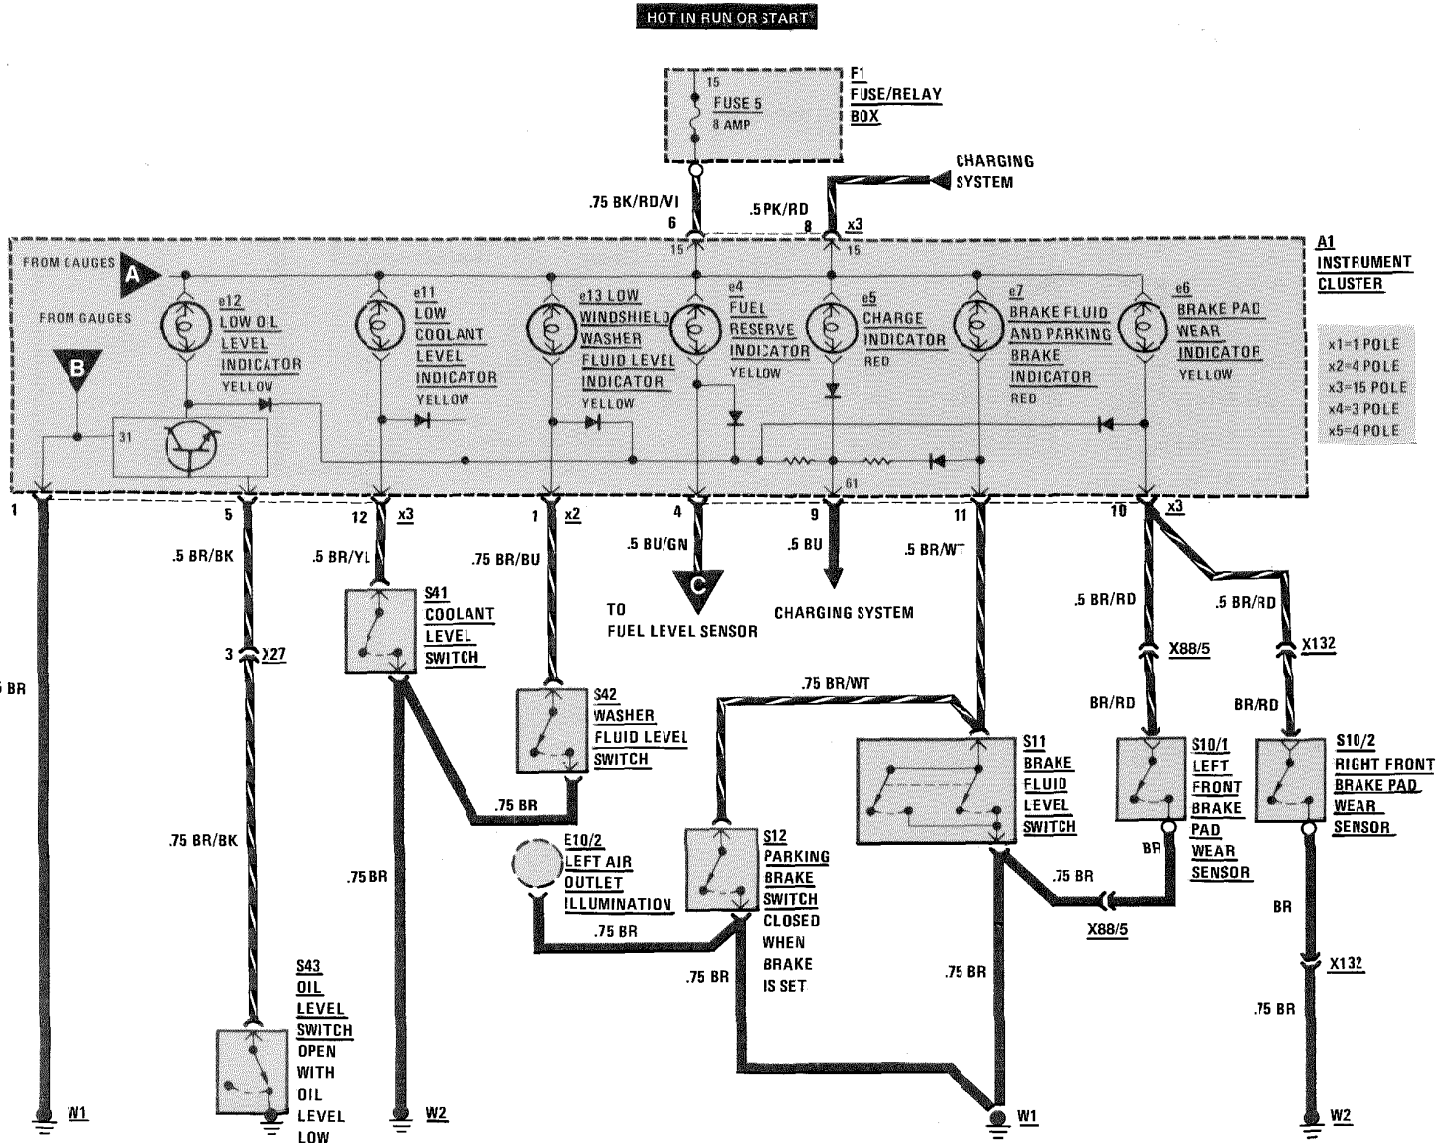 HOT IN RUN OR START
15
FUSE 5
8 AMP
F1
FUSE/RELAY
BOX
CHARGING
SYSTEM
.75 BK/RD/VI
6
.5 PK/RD
8
x3
15
15
A1
INSTRUMENT
CLUSTER
FROM GAUGES
A
FROM GAUGES
B
e12
LOW OIL
LEVEL
INDICATOR
YELLOW
e11
LOW
COOLANT
LEVEL
INDICATOR
YELLOW
e13 LOW
WINDSHIELD
WASHER
FLUID LEVEL
INDICATOR
YELLOW
e4
FUEL
RESERVE
INDICATOR
YELLOW
e5
CHARGE
INDICATOR
RED
e7
BRAKE FLUID
AND PARKING
BRAKE
INDICATOR
RED
e6
BRAKE PAD
WEAR
INDICATOR
YELLOW
x1=1 POLE
x2=4 POLE
x3=15 POLE
x4=3 POLE
x5=4 POLE
31
61
1
5
12
x3
1
x2
4
9
11
10
x3
.5 BR/BK
.5 BR/YL
.75 BR/BU
.5 BU/GN
.5 BU
.5 BR/WT
.5 BR/RD
.5 BR/RD
C
TO
FUEL LEVEL SENSOR
CHARGING SYSTEM
S41
COOLANT
LEVEL
SWITCH
3
X27
5 BR
X88/5
X132
.75 BR/WT
BR/RD
BR/RD
S42
WASHER
FLUID LEVEL
SWITCH
S11
BRAKE
FLUID
LEVEL
SWITCH
S10/1
LEFT
FRONT
BRAKE
PAD
WEAR
SENSOR
S10/2
RIGHT FRONT
BRAKE PAD
WEAR
SENSOR
.75 BR
.75 BR/BK
.75 BR
E10/2
LEFT AIR
OUTLET
ILLUMINATION
.75 BR
S12
PARKING
BRAKE
SWITCH
CLOSED
WHEN
BRAKE
IS SET
.75 BR
BR
.75 BR
X88/5
.75 BR
BR
X132
.75 BR
S43
OIL
LEVEL
SWITCH
OPEN
WITH
OIL
LEVEL
LOW
W1
W2
W1
W2